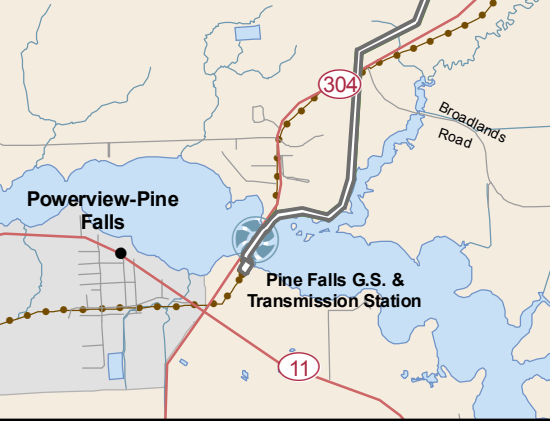 304
Broadlands
Road
Powerview-Pine
Falls
Pine Falls G.S. &
Transmission Station
11